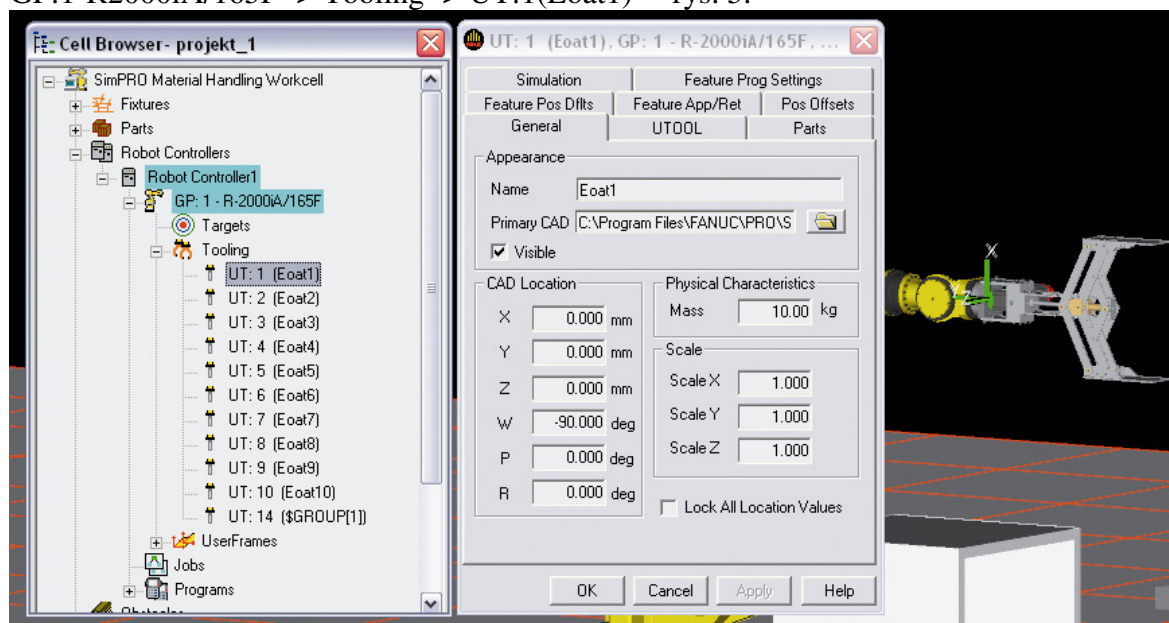 GP:1-R2000iA/165F -> Tooling -> UT:1(Eoat1) – rys. 5.
Cell Browser - projekt_1
SimPRO Material Handling Workcell
Fixtures
Parts
Robot Controllers
Robot Controller1
GP: 1 - R-2000iA/165F
Targets
Tooling
UT: 1 (Eoat1)
UT: 2 (Eoat2)
UT: 3 (Eoat3)
UT: 4 (Eoat4)
UT: 5 (Eoat5)
UT: 6 (Eoat6)
UT: 7 (Eoat7)
UT: 8 (Eoat8)
UT: 9 (Eoat9)
UT: 10 (Eoat10)
UT: 14 ($GROUP[1])
UserFrames
Jobs
Programs
Obstacles
UT: 1 (Eoat1), GP: 1 - R-2000iA/165F, ...
Simulation Feature Prog Settings
Feature Pos Dflts Feature App/Ret Pos Offsets
General UTOOL Parts
Appearance
Name Eoat1
Primary CAD C:\Program Files\FANUC\PRO\S
Visible
CAD Location
X 0.000 mm
Y 0.000 mm
Z 0.000 mm
W -90.000 deg
P 0.000 deg
R 0.000 deg
Physical Characteristics
Mass 10.00 kg
Scale
Scale X 1.000
Scale Y 1.000
Scale Z 1.000
Lock All Location Values
OK Cancel Apply Help
X